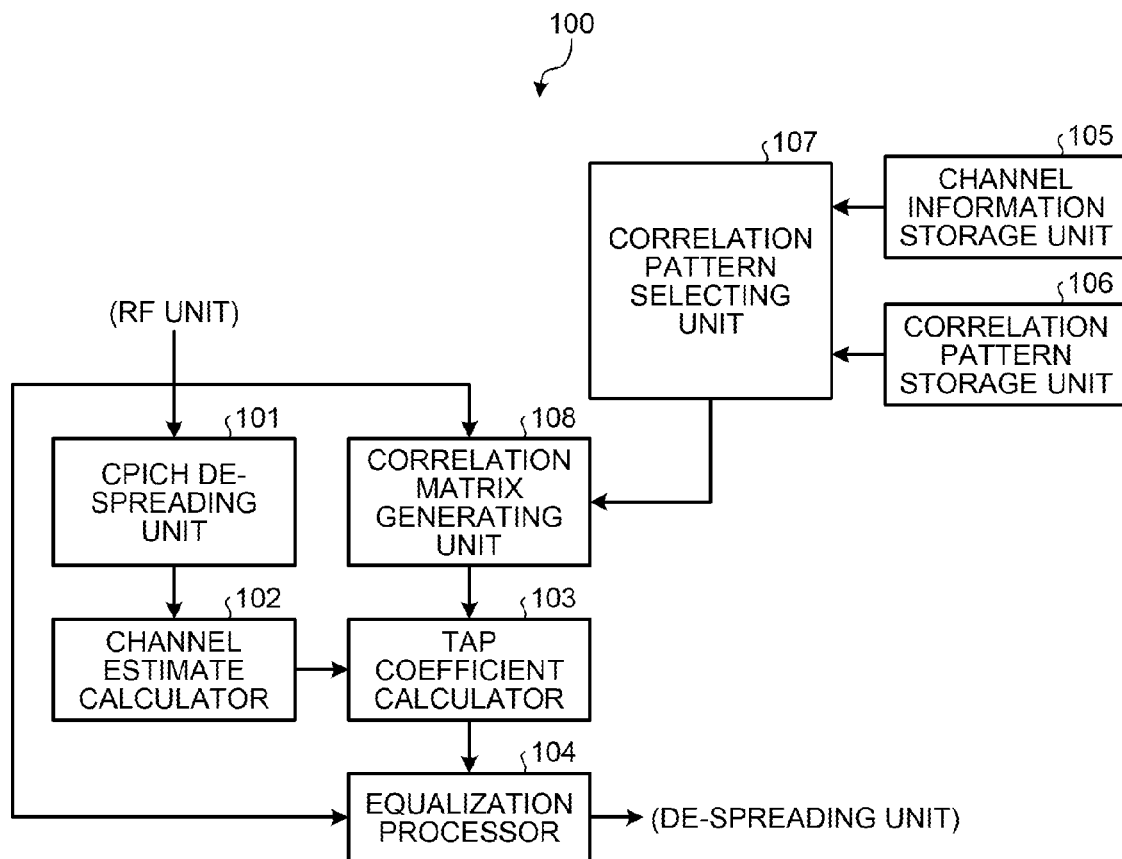 100
107
105
CORRELATION
PATTERN
SELECTING
UNIT
CHANNEL
INFORMATION
STORAGE UNIT
106
CORRELATION
PATTERN
STORAGE UNIT
(RF UNIT)
101
CPICH DE-
SPREADING
UNIT
108
CORRELATION
MATRIX
GENERATING
UNIT
102
CHANNEL
ESTIMATE
CALCULATOR
103
TAP
COEFFICIENT
CALCULATOR
104
EQUALIZATION
PROCESSOR
(DE-SPREADING UNIT)